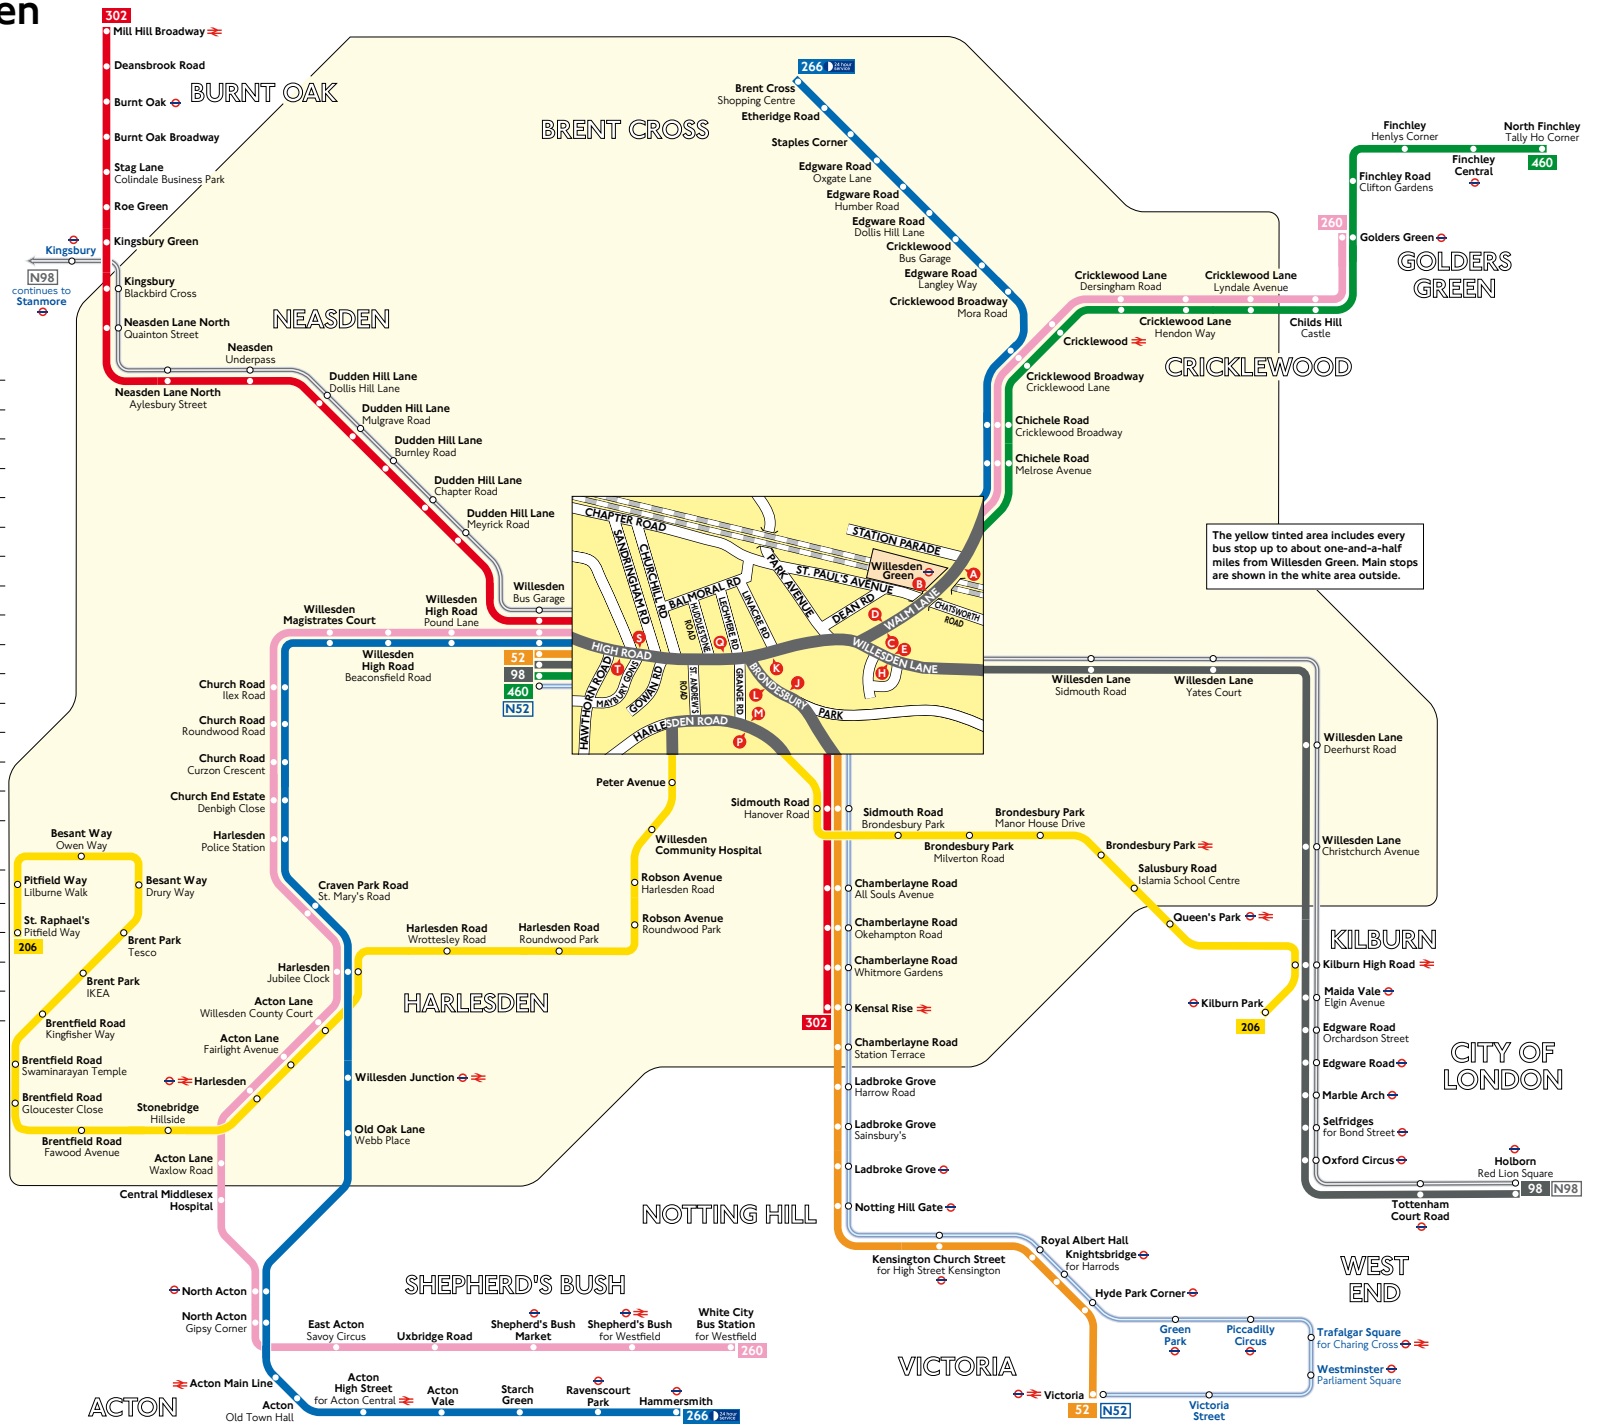 en
302
Mill Hill Broadway
Deansbrook Road
Burnt Oak
BURNT OAK
Burnt Oak Broadway
Stag Lane
Colindale Business Park
Roe Green
Kingsbury Green
Kingsbury
N98
continues to
Stanmore
Kingsbury
Blackbird Cross
Neasden Lane North
Quainton Street
NEASDEN
Neasden
Underpass
Neasden Lane North
Aylesbury Street
Dudden Hill Lane
Dollis Hill Lane
Dudden Hill Lane
Mulgrave Road
Dudden Hill Lane
Burnley Road
Dudden Hill Lane
Chapter Road
Dudden Hill Lane
Meyrick Road
Willesden
Bus Garage
BRENT CROSS
266 24 hour service
Brent Cross
Shopping Centre
Etheridge Road
Staples Corner
Edgware Road
Oxgate Lane
Edgware Road
Humber Road
Edgware Road
Dollis Hill Lane
Cricklewood
Bus Garage
Edgware Road
Langley Way
Cricklewood Broadway
Mora Road
Finchley
Henlys Corner
North Finchley
Tally Ho Corner
Finchley
Central
460
Finchley Road
Clifton Gardens
260
Golders Green
GOLDERS
GREEN
Cricklewood Lane
Dersingham Road
Cricklewood Lane
Lyndale Avenue
Cricklewood Lane
Hendon Way
Childs Hill
Castle
Cricklewood
CRICKLEWOOD
Cricklewood Broadway
Cricklewood Lane
Chichele Road
Cricklewood Broadway
Chichele Road
Melrose Avenue
The yellow tinted area includes every
bus stop up to about one-and-a-half
miles from Willesden Green. Main stops
are shown in the white area outside.
CHAPTER ROAD
SANDRINGHAM RD
CHURCHILL RD
BALMORAL RD
HUDDLESTONE
ROAD
LECHMERE RD
LINACRE RD
PARK AVENUE
ST. PAUL'S AVENUE
STATION PARADE
Willesden
Green
DEAN RD
WALM LANE
CHATSWORTH
ROAD
HIGH ROAD
WILLESDEN LANE
HAWTHORN ROAD
MAYBURY GDNS
GOWAN RD
ST. ANDREW'S
ROAD
GRANGE RD
BRONDESBURY
PARK
HARLESDEN ROAD
A
B
C
D
E
H
J
K
L
M
P
Q
S
T
52
98
460
N52
Willesden
Magistrates Court
Willesden
High Road
Pound Lane
Willesden
High Road
Beaconsfield Road
Church Road
Ilex Road
Church Road
Roundwood Road
Church Road
Curzon Crescent
Church End Estate
Denbigh Close
Harlesden
Police Station
Craven Park Road
St. Mary's Road
Harlesden
Jubilee Clock
Acton Lane
Willesden County Court
Acton Lane
Fairlight Avenue
Harlesden
Besant Way
Owen Way
Pitfield Way
Lilburne Walk
Besant Way
Drury Way
St. Raphael's
Pitfield Way
206
Brent Park
Tesco
Brent Park
IKEA
Brentfield Road
Kingfisher Way
Brentfield Road
Swaminarayan Temple
Brentfield Road
Gloucester Close
Brentfield Road
Fawood Avenue
Stonebridge
Hillside
Acton Lane
Waxlow Road
Central Middlesex
Hospital
Willesden Junction
Old Oak Lane
Webb Place
HARLESDEN
Harlesden Road
Wrottesley Road
Harlesden Road
Roundwood Park
Robson Avenue
Roundwood Park
Robson Avenue
Harlesden Road
Willesden
Community Hospital
Peter Avenue
Sidmouth Road
Hanover Road
Sidmouth Road
Brondesbury Park
Brondesbury Park
Milverton Road
Brondesbury Park
Manor House Drive
Brondesbury Park
Salusbury Road
Islamia School Centre
Queen's Park
Kilburn Park
206
Chamberlayne Road
All Souls Avenue
Chamberlayne Road
Okehampton Road
Chamberlayne Road
Whitmore Gardens
Kensal Rise
302
Chamberlayne Road
Station Terrace
Ladbroke Grove
Harrow Road
Ladbroke Grove
Sainsbury's
Ladbroke Grove
Notting Hill Gate
NOTTING HILL
Kensington Church Street
for High Street Kensington
Royal Albert Hall
Knightsbridge
for Harrods
Hyde Park Corner
Green
Park
Piccadilly
Circus
Trafalgar Square
for Charing Cross
Westminster
Parliament Square
Victoria
Street
Victoria
52
N52
VICTORIA
WEST
END
Willesden Lane
Sidmouth Road
Willesden Lane
Yates Court
Willesden Lane
Deerhurst Road
Willesden Lane
Christchurch Avenue
KILBURN
Kilburn High Road
Maida Vale
Elgin Avenue
Edgware Road
Orchardson Street
Edgware Road
Marble Arch
Selfridges
for Bond Street
Oxford Circus
CITY OF
LONDON
Holborn
Red Lion Square
98
N98
Tottenham
Court Road
North Acton
North Acton
Gipsy Corner
SHEPHERD'S BUSH
East Acton
Savoy Circus
Uxbridge Road
Shepherd's Bush
Market
Shepherd's Bush
for Westfield
White City
Bus Station
for Westfield
260
Acton Main Line
ACTON
Acton
Old Town Hall
Acton
High Street
for Acton Central
Acton
Vale
Starch
Green
Ravenscourt
Park
Hammersmith
266 24 hour service